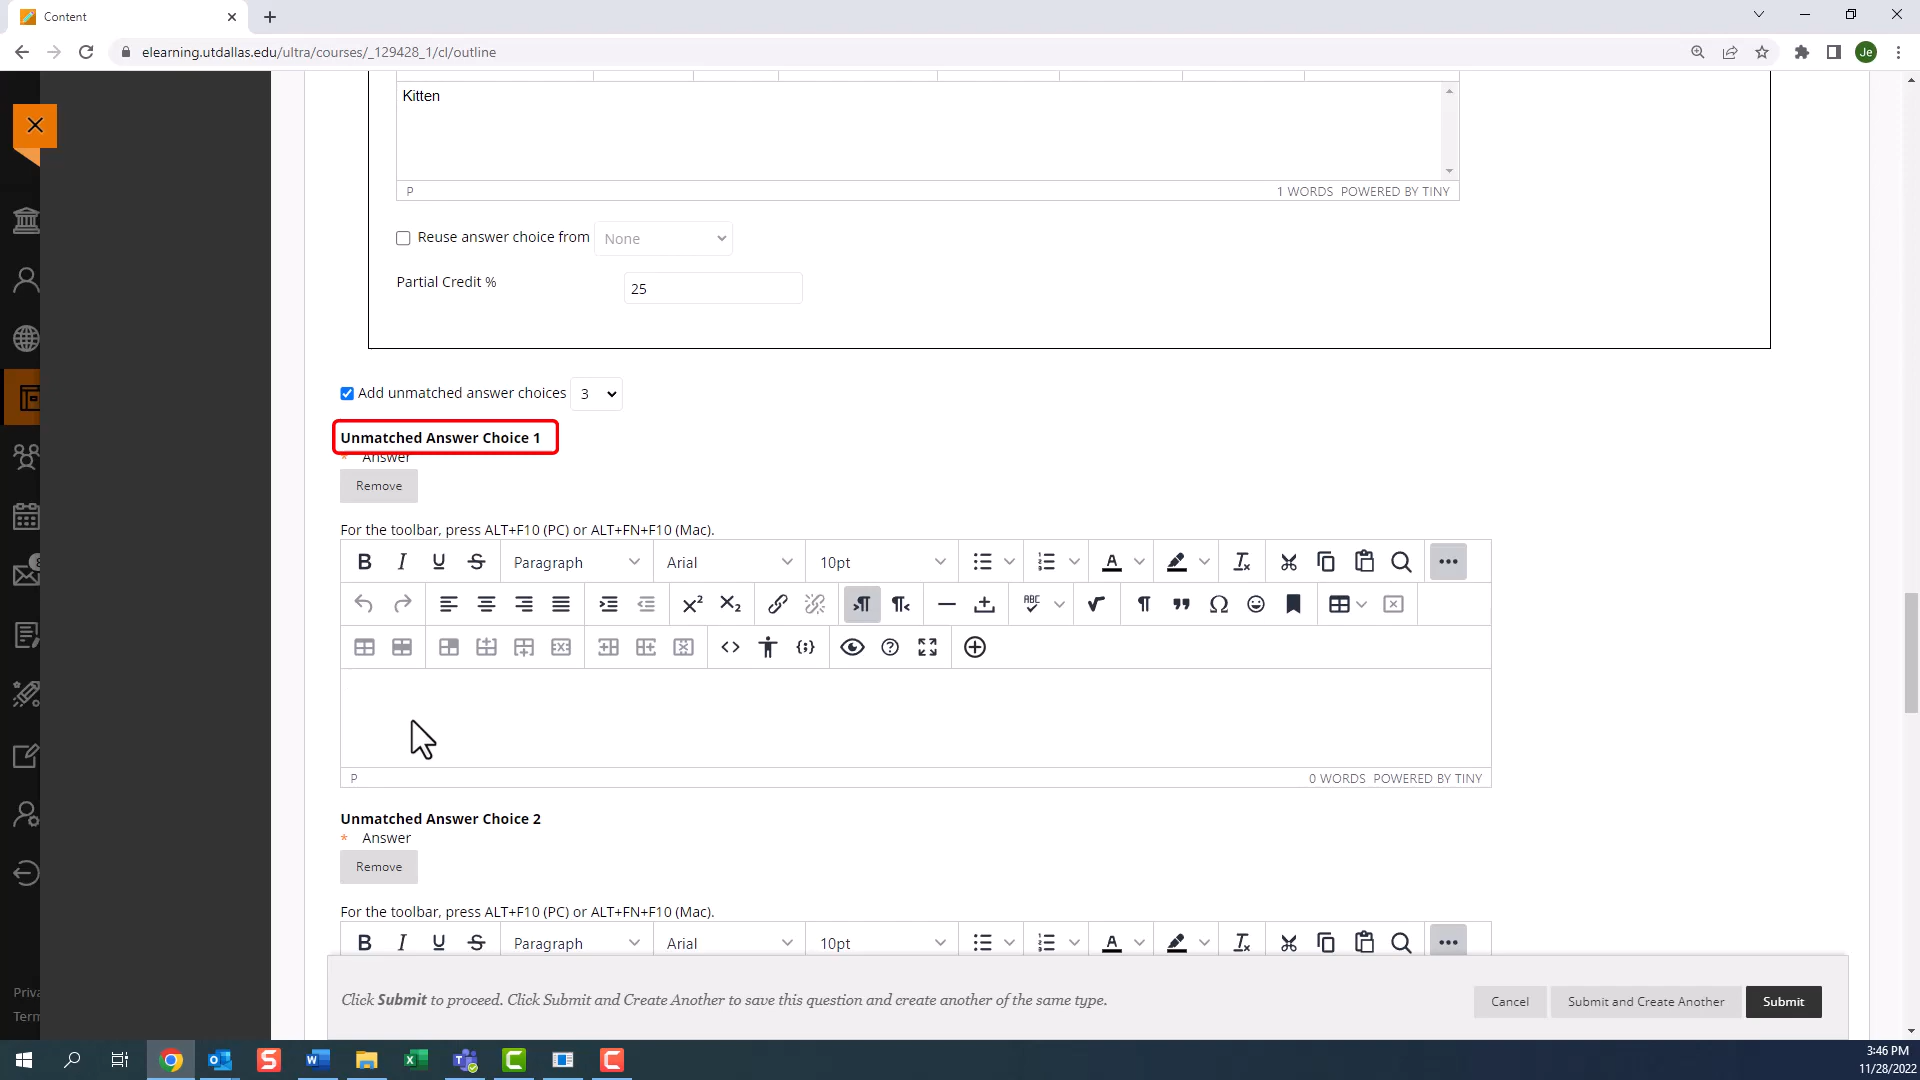 Content
elearning.utdallas.edu/ultra/courses/_129428_1/cl/outline
Je
Kitten
P
1 WORDS POWERED BY TINY
Reuse answer choice from None
Partial Credit %
25
Add unmatched answer choices 3
Unmatched Answer Choice 1
* Answer
Remove
For the toolbar, press ALT+F10 (PC) or ALT+FN+F10 (Mac).
B I U S Paragraph Arial 10pt
P
0 WORDS POWERED BY TINY
Unmatched Answer Choice 2
* Answer
Remove
For the toolbar, press ALT+F10 (PC) or ALT+FN+F10 (Mac).
B I U S Paragraph Arial 10pt
Priva
Term
Click Submit to proceed. Click Submit and Create Another to save this question and create another of the same type.
Cancel
Submit and Create Another
Submit
3:46 PM
11/28/2022